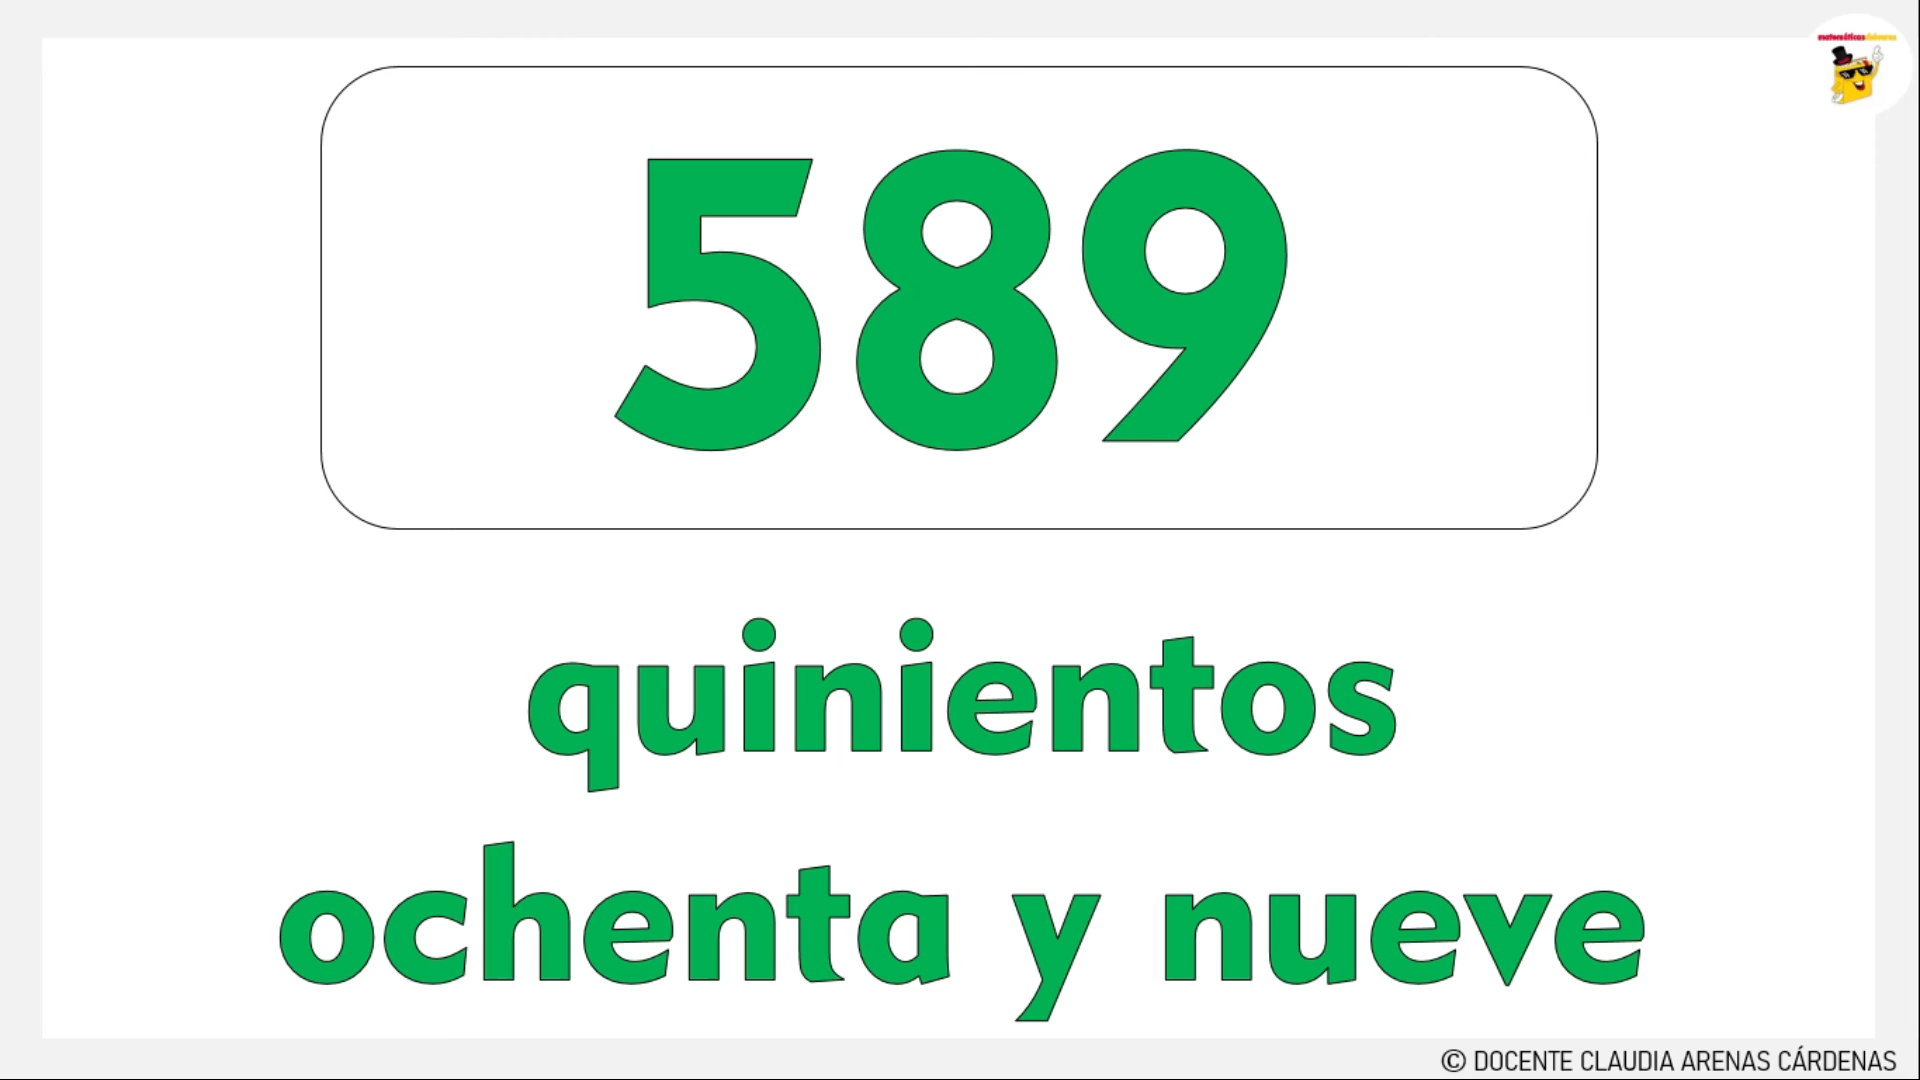 589
quinientos
ochenta y nueve
© DOCENTE CLAUDIA ARENAS CÁRDENAS